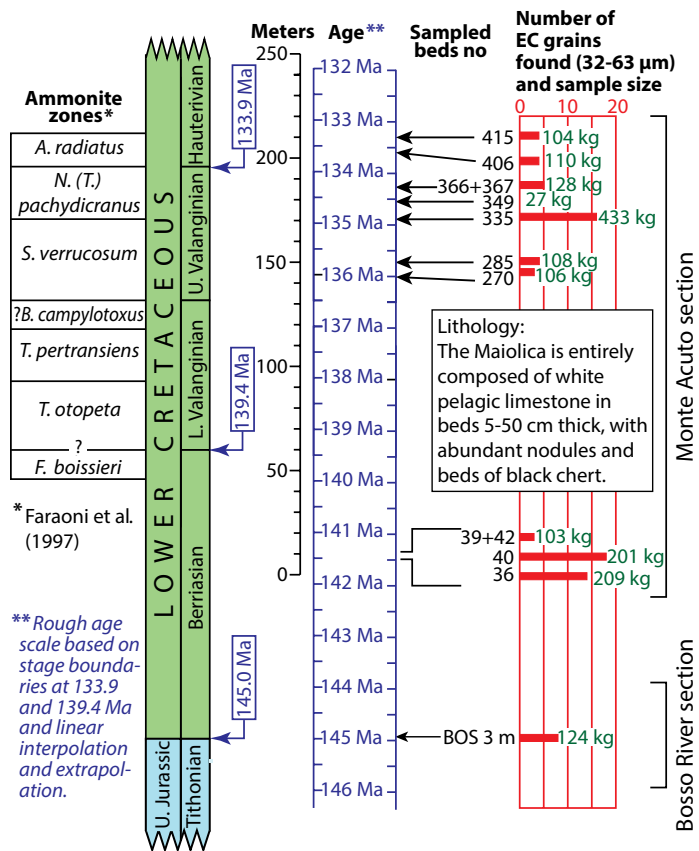 Meters
Age**
Sampled
beds no
Number of
EC grains
found (32-63 µm)
and sample size
0 10 20
Ammonite
zones*
A. radiatus
N. (T.)
pachydicranus
S. verrucosum
?B. campylotoxus
T. pertransiens
T. otopeta
?
F. boissieri
*Faraoni et al.
(1997)
**Rough age
scale based on
stage bounda-
ries at 133.9
and 139.4 Ma
and linear
interpolation
and extrapol-
ation.
LOWER CRETACEOUS
U. Jurassic
Hauterivian
U. Valanginian
L. Valanginian
Berriasian
Tithonian
133.9 Ma
139.4 Ma
145.0 Ma
250
200
150
100
50
0
132 Ma
133 Ma
134 Ma
135 Ma
136 Ma
137 Ma
138 Ma
139 Ma
140 Ma
141 Ma
142 Ma
143 Ma
144 Ma
145 Ma
146 Ma
415 104 kg
406 110 kg
366+367 128 kg
349 27 kg
335 433 kg
285 108 kg
270 106 kg
Lithology:
The Maiolica is entirely
composed of white
pelagic limestone in
beds 5-50 cm thick, with
abundant nodules and
beds of black chert.
39+42 103 kg
40 201 kg
36 209 kg
BOS 3 m 124 kg
Monte Acuto section
Bosso River section